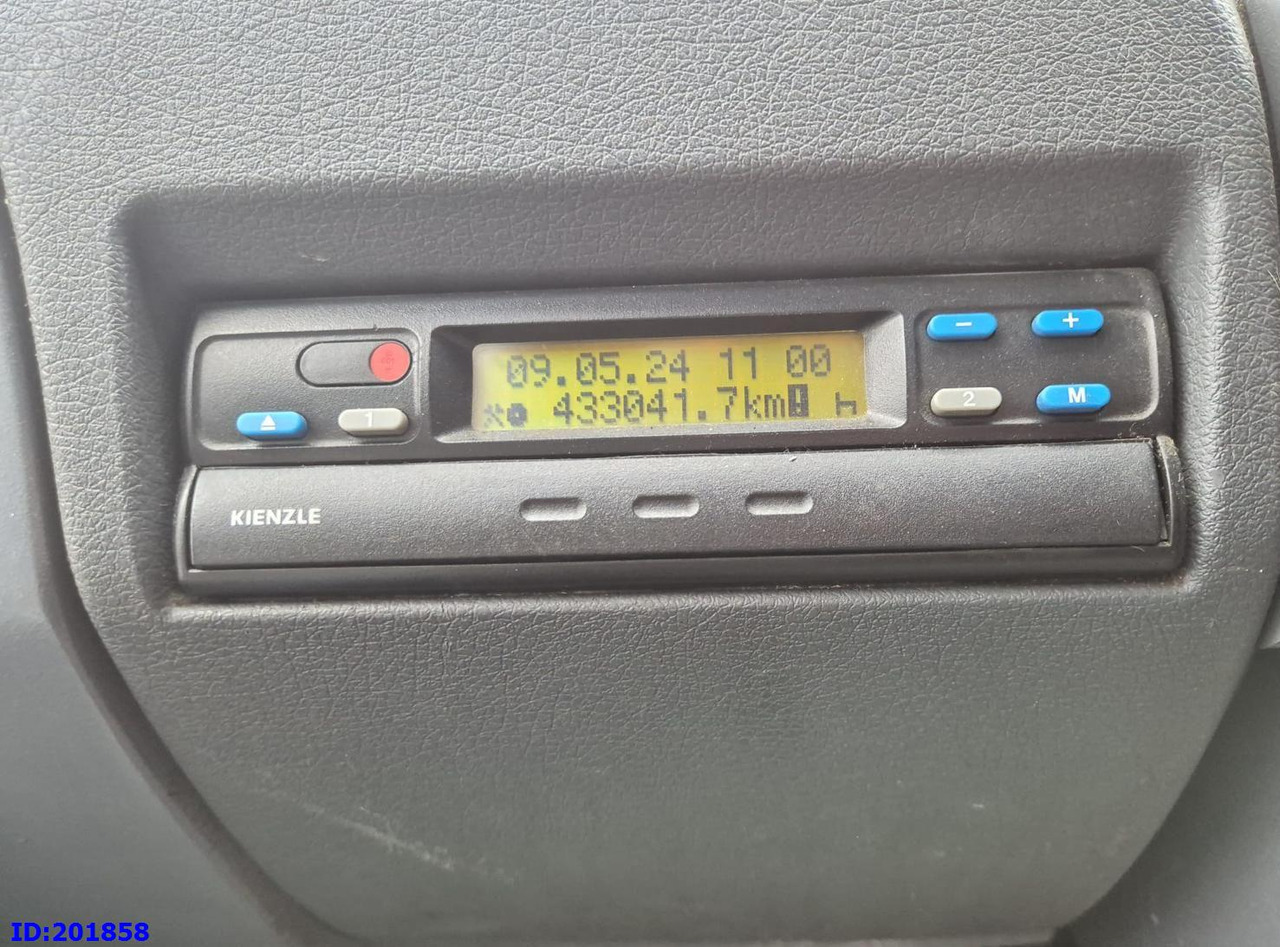 09.05.24 11 00
433041.7km!
− +
1 2 M
KIENZLE
ID:201858